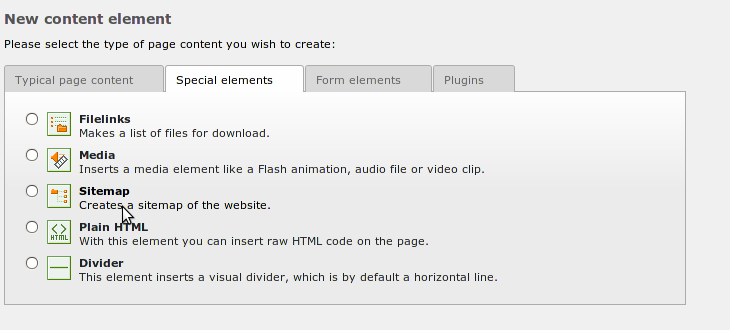 New content element
Please select the type of page content you wish to create:
Typical page content Special elements Form elements Plugins
Filelinks
Makes a list of files for download.
Media
Inserts a media element like a Flash animation, audio file or video clip.
Sitemap
Creates a sitemap of the website.
HTML
Plain HTML
With this element you can insert raw HTML code on the page.
Divider
This element inserts a visual divider, which is by default a horizontal line.